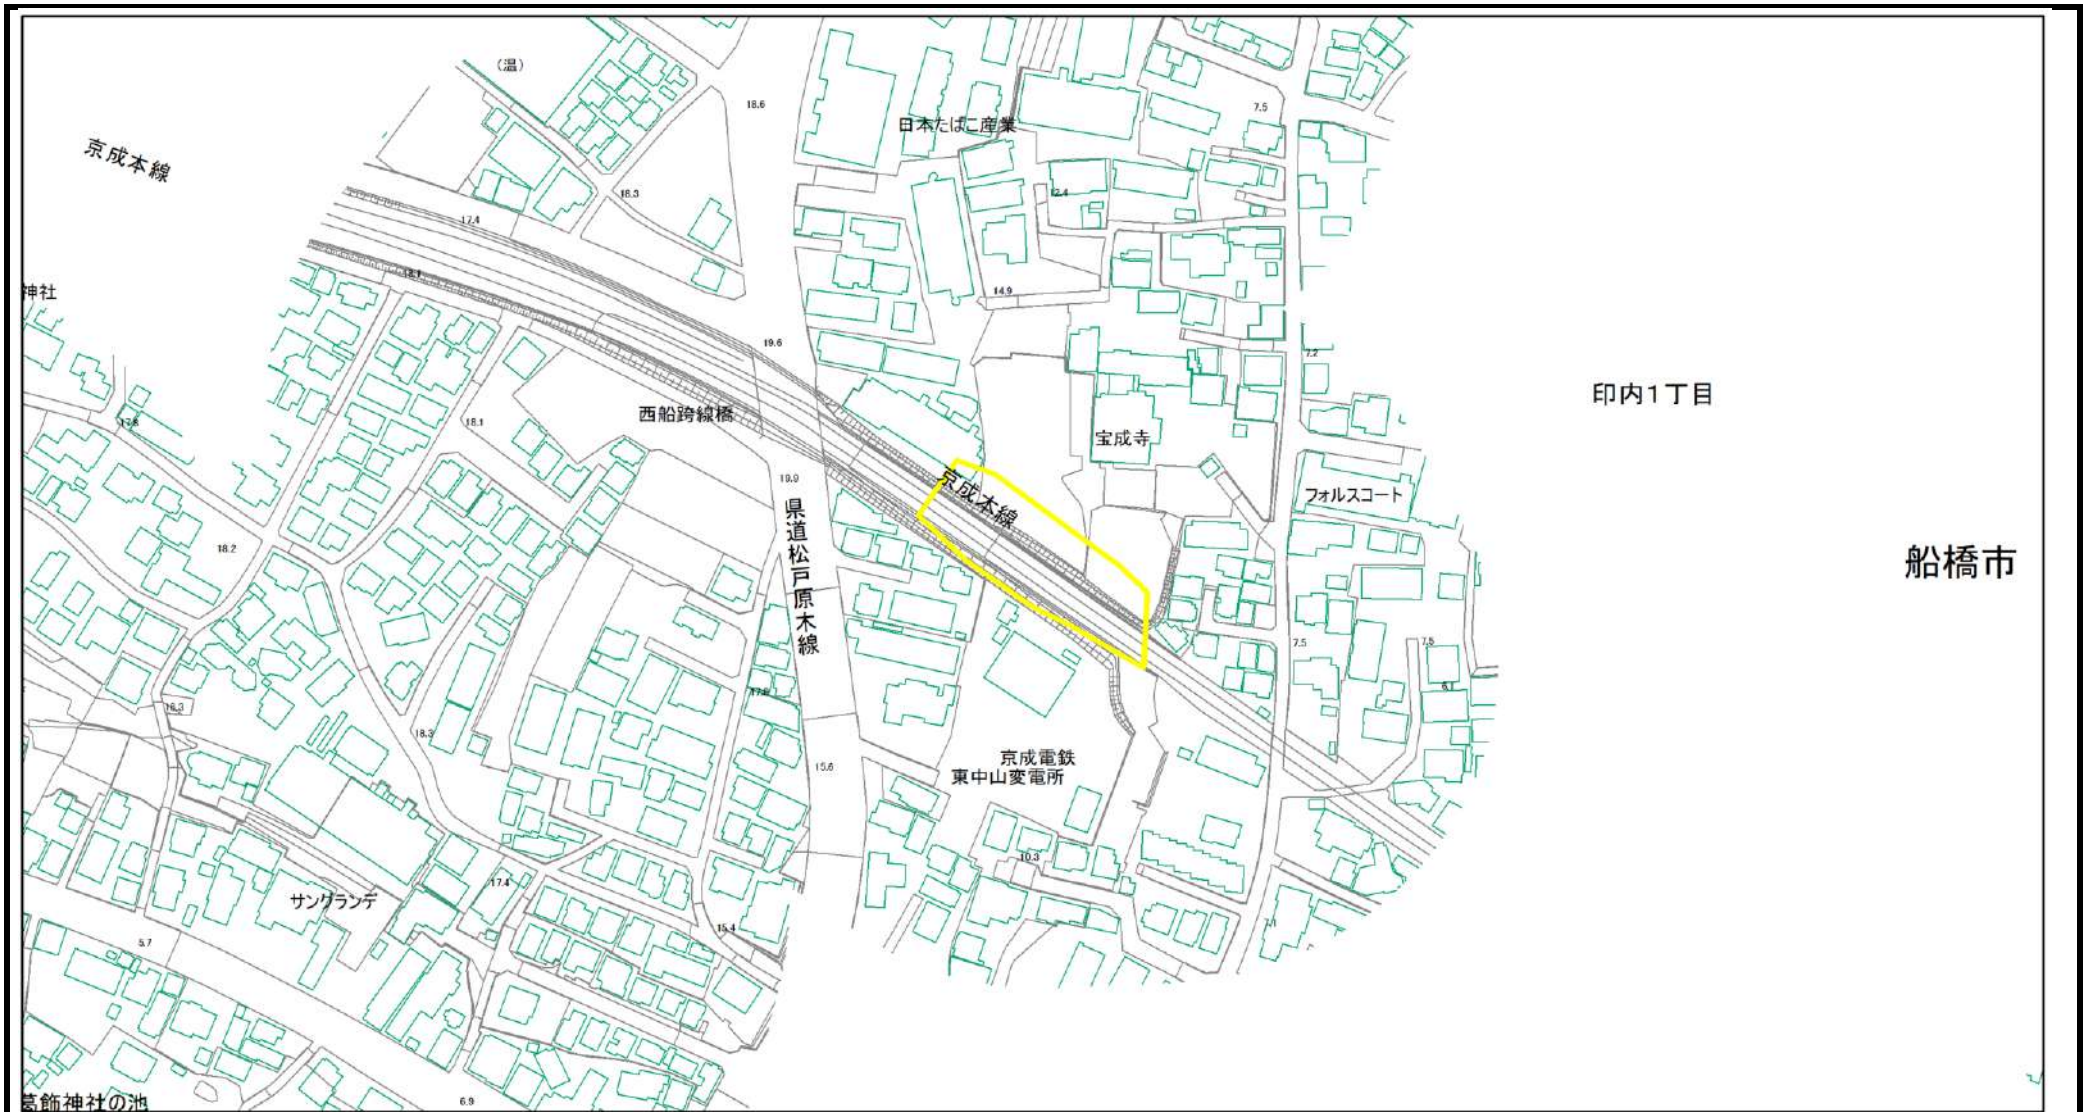 (温)
18.6
日本たばこ産業
7.5
京成本線
18.3
12.4
17.4
18.1
神社
14.9
19.6
7.2
印内1丁目
西船跨線橋
17.8
18.1
宝成寺
19.9
京成本線
フォルスコート
県道松戸原木線
18.2
船橋市
7.5
7.5
6.1
17.8
18.3
18.3
京成電鉄
東中山変電所
15.6
10.3
17.4
サングランデ
15.4
7.1
5.7
葛飾神社の池
6.9